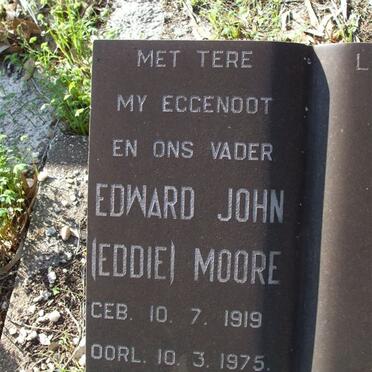 MET TERE
MY EGGENOOT
EN ONS VADER
EDWARD JOHN
(EDDIE) MOORE
GEB. 10. 7. 1919
OORL. 10. 3. 1975.
L